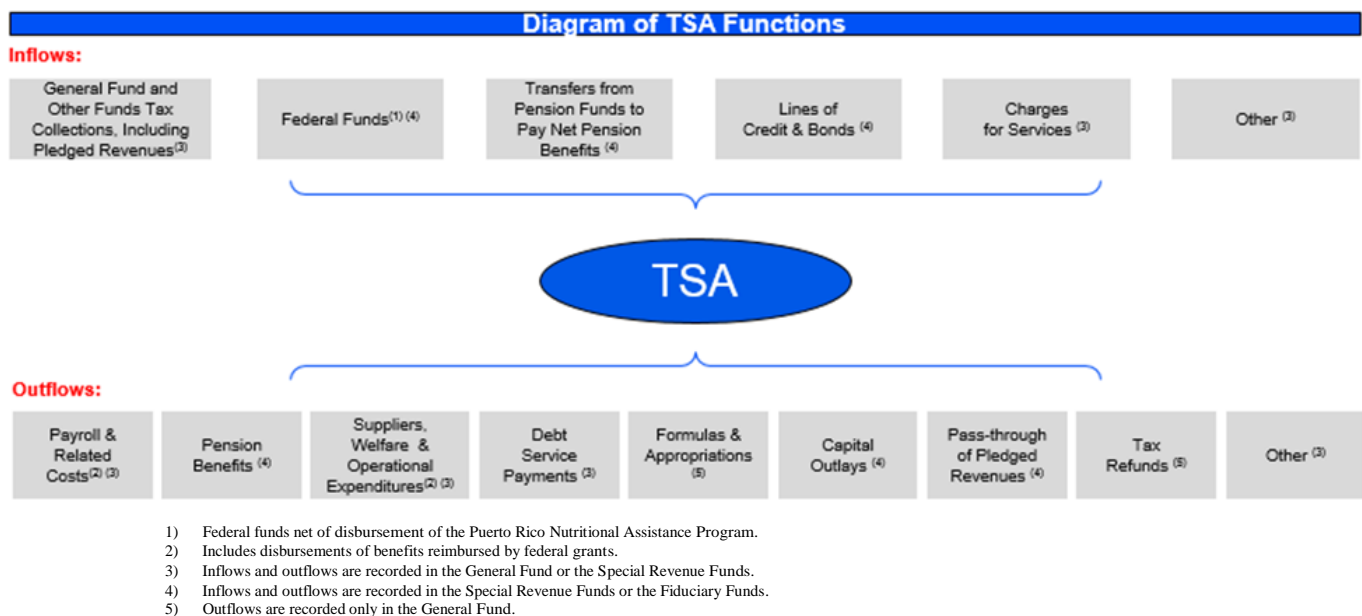 Diagram of TSA Functions
Inflows:
General Fund and
Other Funds Tax
Collections, Including
Pledged Revenues(3)
Federal Funds(1) (4)
Transfers from
Pension Funds to
Pay Net Pension
Benefits (4)
Lines of
Credit & Bonds (4)
Charges
for Services (3)
Other (3)
TSA
Outflows:
Payroll &
Related
Costs(2) (3)
Pension
Benefits (4)
Suppliers,
Welfare &
Operational
Expenditures(2) (3)
Debt
Service
Payments (3)
Formulas &
Appropriations
(5)
Capital
Outlays (4)
Pass-through
of Pledged
Revenues (4)
Tax
Refunds (5)
Other (3)
1) Federal funds net of disbursement of the Puerto Rico Nutritional Assistance Program.
2) Includes disbursements of benefits reimbursed by federal grants.
3) Inflows and outflows are recorded in the General Fund or the Special Revenue Funds.
4) Inflows and outflows are recorded in the Special Revenue Funds or the Fiduciary Funds.
5) Outflows are recorded only in the General Fund.